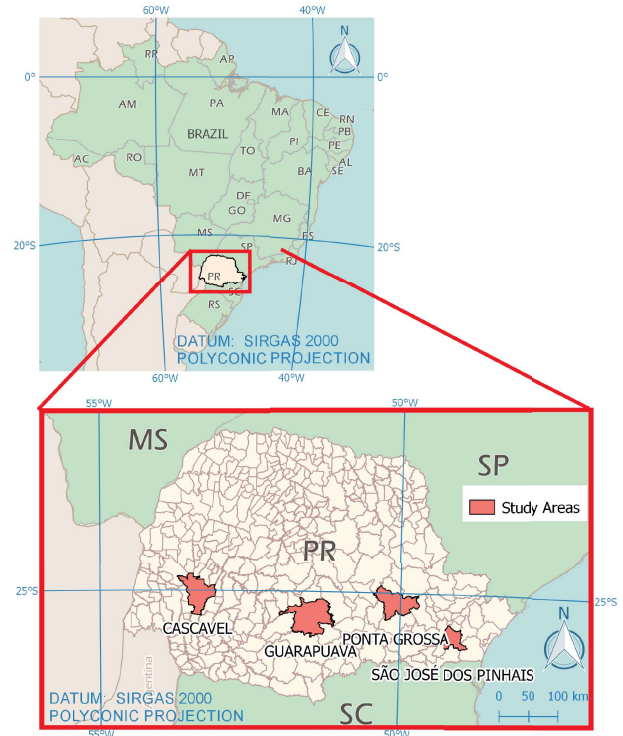 60°W 40°W
N
RR AP
0° 0°
AM PA MA CE RN
PB
BRAZIL PI PE
TO AL
AC RO SE
MT BA
DF
GO
MG
MS ES
20°S SP 20°S
RJ
PR
SC
RS
DATUM: SIRGAS 2000
POLYCONIC PROJECTION
60°W 40°W
55°W 50°W
MS
SP
Study Areas
PR
25°S 25°S
N
CASCAVEL
PONTA GROSSA
GUARAPUAVA
SÃO JOSÉ DOS PINHAIS
Argentina
DATUM: SIRGAS 2000
POLYCONIC PROJECTION
0 50 100 km
SC
55°W 50°W